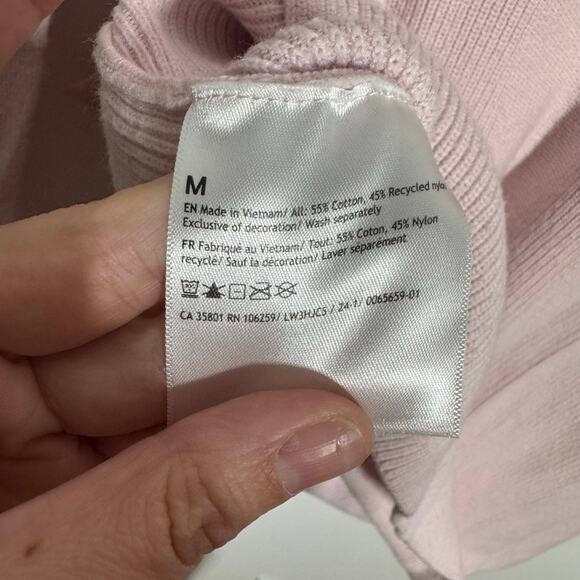 M
EN Made in Vietnam/ All: 55% Cotton, 45% Recycled nylo
Exclusive of decoration/ Wash separately
FR Fabriqué au Vietnam/ Tout: 55% Coton, 45% Nylon
recyclé/ Sauf la décoration/ Laver séparément
CA 35801 RN 106259/ LW3HJCS / 24-1/ 0065659-01